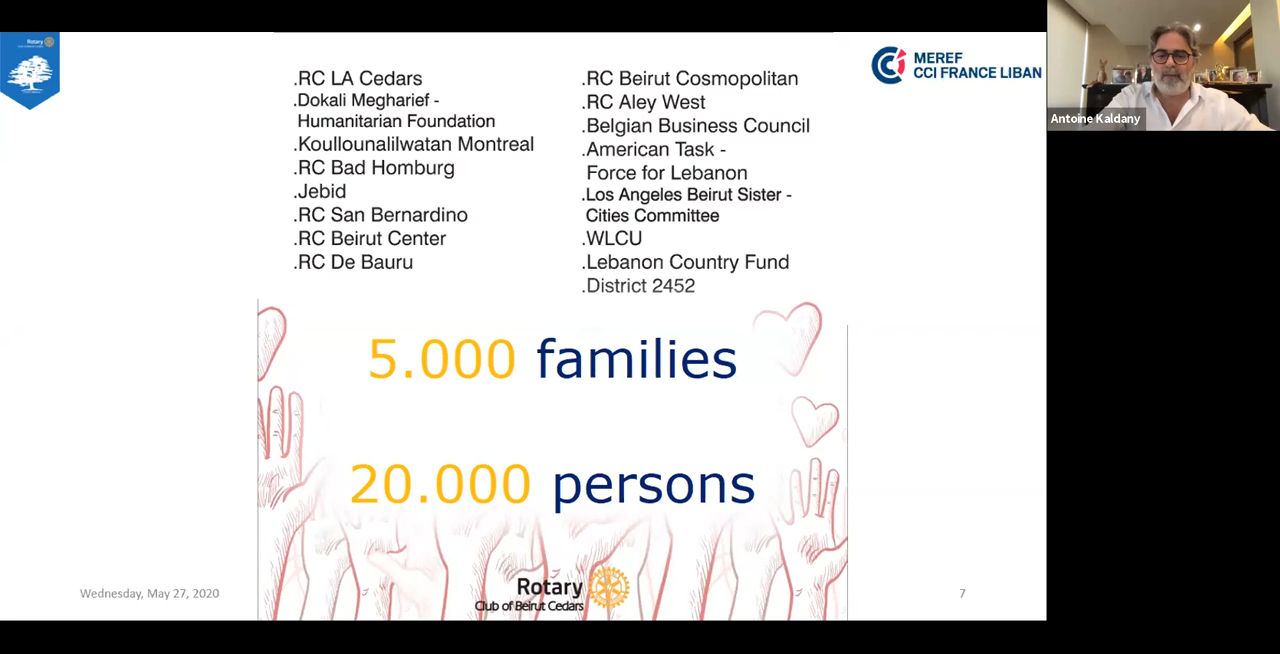 Rotary
MEREF
CCI FRANCE LIBAN
Antoine Kaldany
.RC LA Cedars
.Dokali Megharief -
Humanitarian Foundation
.Koullounalilwatan Montreal
.RC Bad Homburg
.Jebid
.RC San Bernardino
.RC Beirut Center
.RC De Bauru
.RC Beirut Cosmopolitan
.RC Aley West
.Belgian Business Council
.American Task -
Force for Lebanon
.Los Angeles Beirut Sister -
Cities Committee
.WLCU
.Lebanon Country Fund
.District 2452
5.000 families
20.000 persons
Rotary
Club of Beirut Cedars
Wednesday, May 27, 2020
7